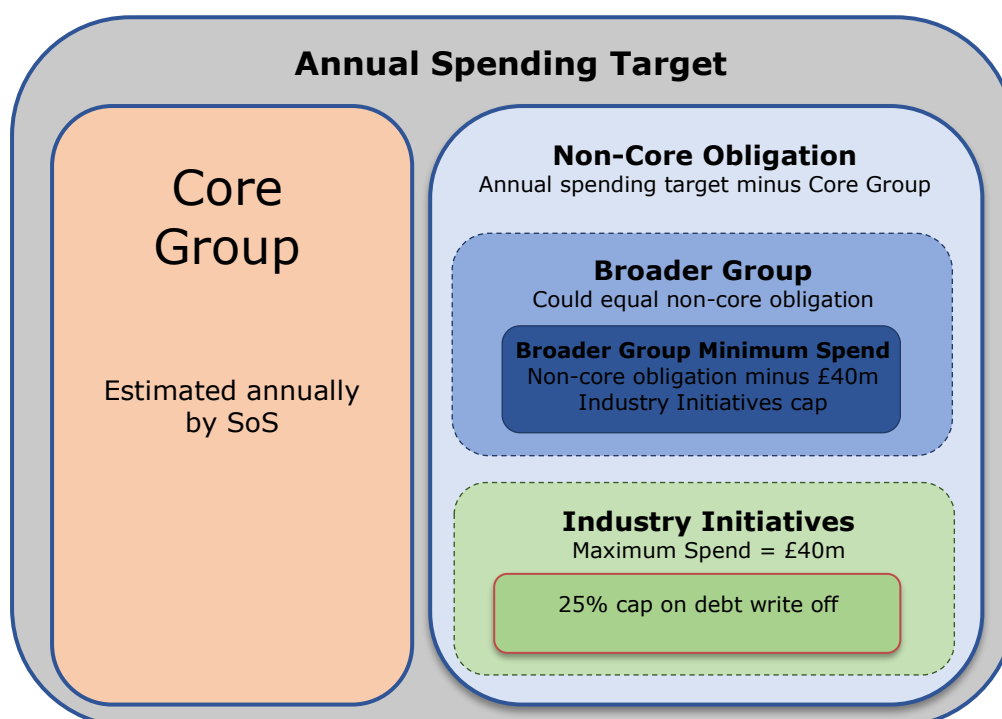 Annual Spending Target
Core
Group
Estimated annually
by SoS
Non-Core Obligation
Annual spending target minus Core Group
Broader Group
Could equal non-core obligation
Broader Group Minimum Spend
Non-core obligation minus £40m
Industry Initiatives cap
Industry Initiatives
Maximum Spend = £40m
25% cap on debt write off